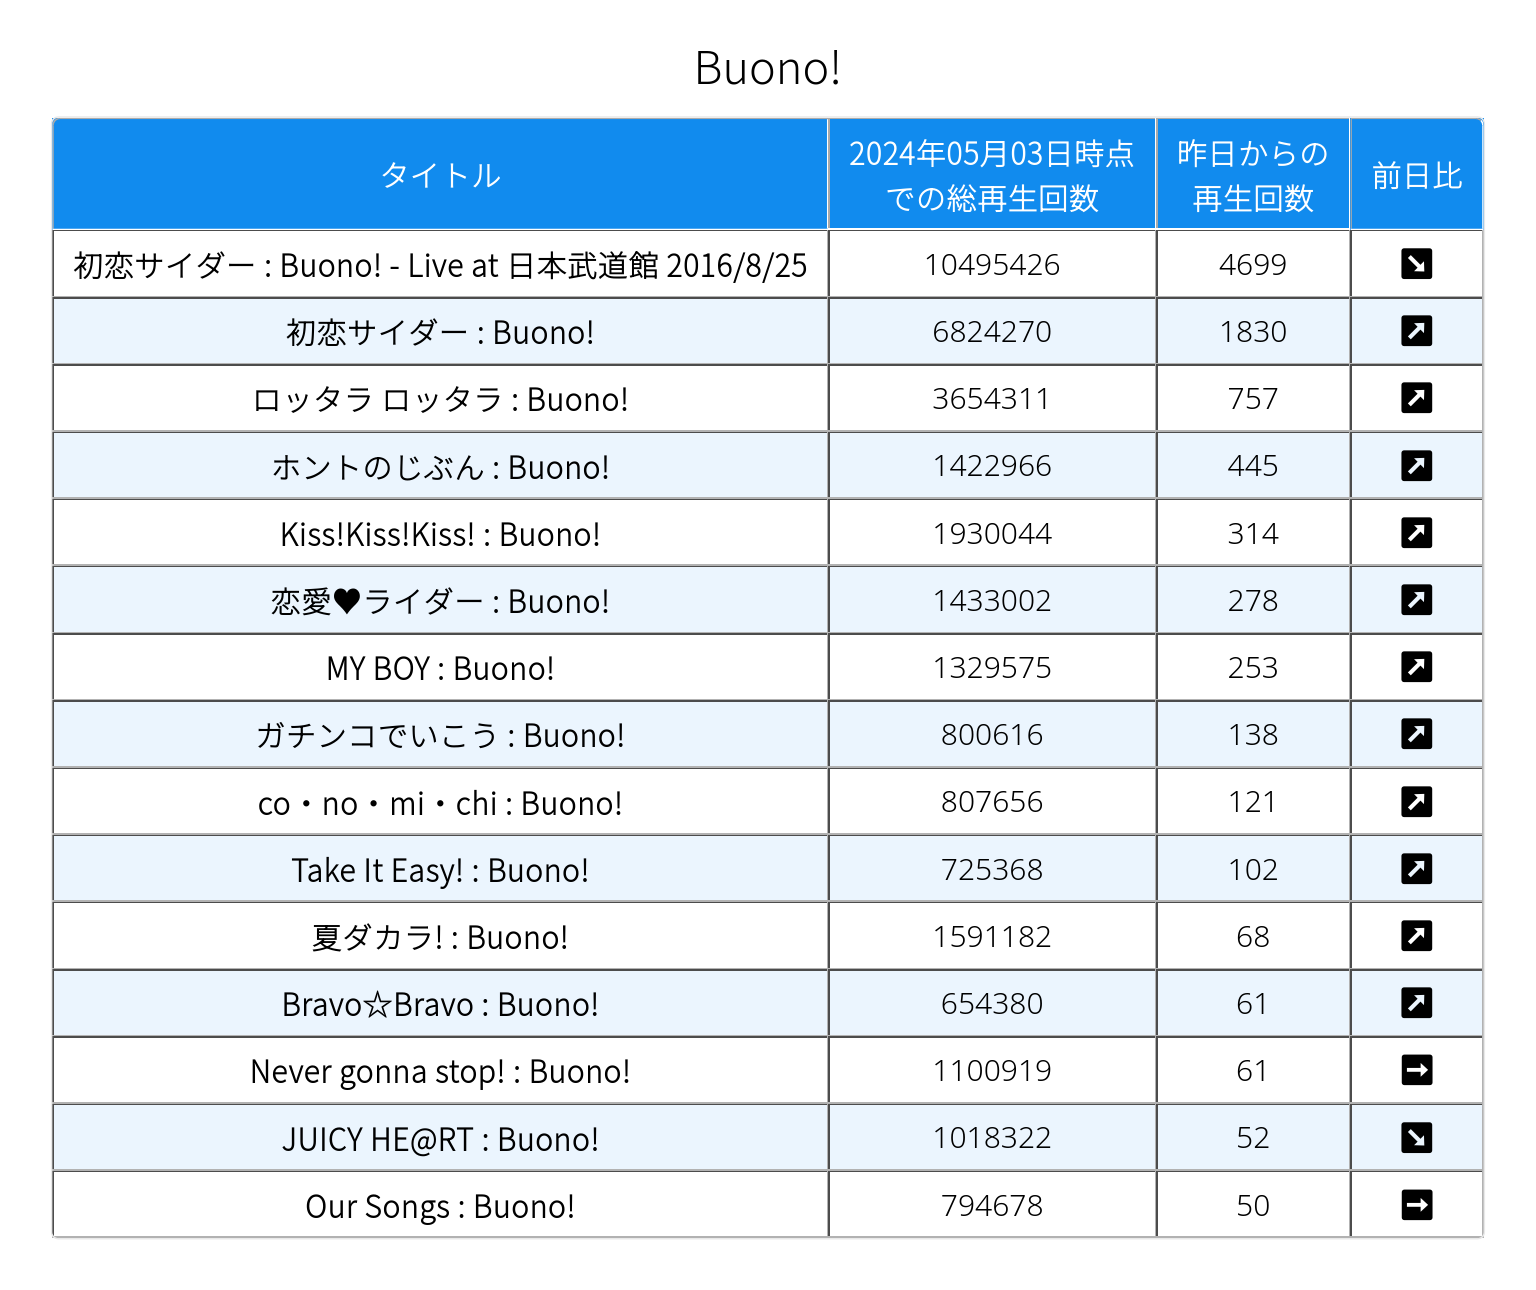 Buono!
タイトル 2024年05月03日時点 昨日からの 前日比
での総再生回数 再生回数
初恋サイダー : Buono! - Live at 日本武道館 2016/8/25 10495426 4699 ↘
初恋サイダー : Buono! 6824270 1830 ↗
ロッタラ ロッタラ : Buono! 3654311 757 ↗
ホントのじぶん : Buono! 1422966 445 ↗
Kiss!Kiss!Kiss! : Buono! 1930044 314 ↗
恋愛♥ライダー : Buono! 1433002 278 ↗
MY BOY : Buono! 1329575 253 ↗
ガチンコでいこう : Buono! 800616 138 ↗
co・no・mi・chi : Buono! 807656 121 ↗
Take It Easy! : Buono! 725368 102 ↗
夏ダカラ! : Buono! 1591182 68 ↗
Bravo☆Bravo : Buono! 654380 61 ↗
Never gonna stop! : Buono! 1100919 61 →
JUICY HE@RT : Buono! 1018322 52 ↘
Our Songs : Buono! 794678 50 →